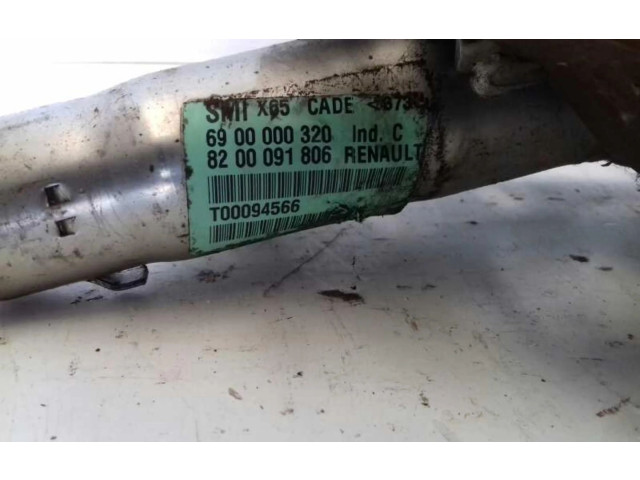 SMI X65 CADE
69 00 000 320 Ind. C
82 00 091 806 RENAULT
T00094566